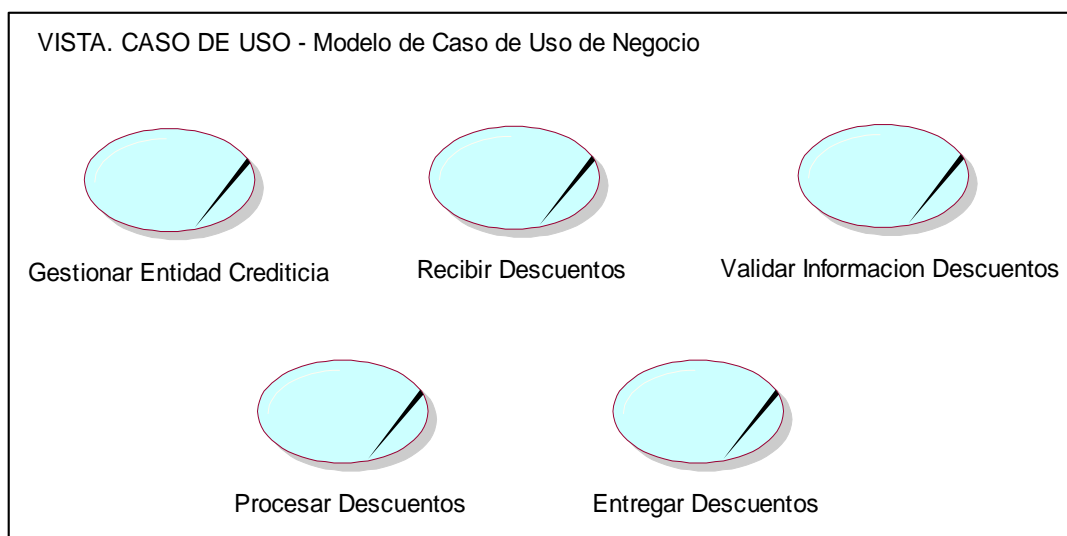 VISTA. CASO DE USO - Modelo de Caso de Uso de Negocio
Gestionar Entidad Crediticia
Recibir Descuentos
Validar Informacion Descuentos
Procesar Descuentos
Entregar Descuentos